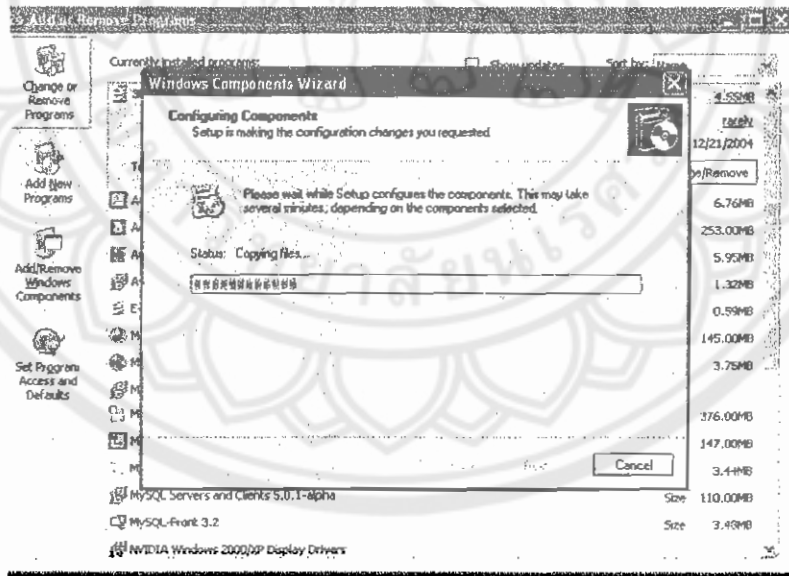 Add or Remove Programs
Currently installed programs:
Show updates
Sort by: Name
Change or
Remove
Programs
Add New
Programs
Add/Remove
Windows
Components
Set Program
Access and
Defaults
Windows Components Wizard
Configuring Components
Setup is making the configuration changes you requested.
Please wait while Setup configures the components. This may take
several minutes, depending on the components selected.
Status: Copying files...
Cancel
4.55MB
rarely
12/21/2004
6.76MB
253.00MB
5.95MB
1.32MB
0.59MB
145.00MB
3.75MB
376.00MB
147.00MB
3.44MB
MySQL Servers and Clients 5.0.1-alpha
Size 110.00MB
MySQL-Front 3.2
Size 3.48MB
NVIDIA Windows 2000/XP Display Drivers